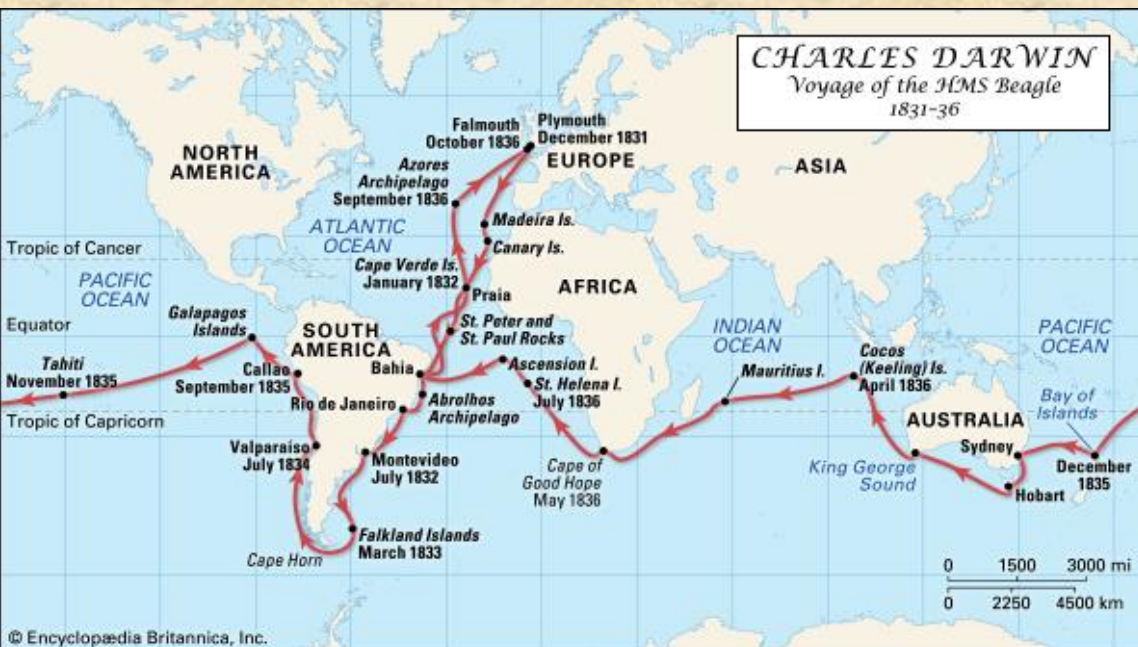 CHARLES DARWIN
Voyage of the HMS Beagle
1831-36
NORTH
AMERICA
Falmouth
October 1836
Plymouth
December 1831
EUROPE
ASIA
Azores
Archipelago
September 1836
ATLANTIC
OCEAN
Madeira Is.
Canary Is.
Tropic of Cancer
Cape Verde Is.
January 1832
Praia
AFRICA
PACIFIC
OCEAN
Galapagos
Islands
Equator
SOUTH
AMERICA
St. Peter and
St. Paul Rocks
INDIAN
OCEAN
PACIFIC
OCEAN
Tahiti
November 1835
Callao
September 1835
Bahia
Ascension I.
St. Helena I.
July 1836
Mauritius I.
Cocos
(Keeling) Is.
April 1836
Bay of
Islands
Rio de Janeiro
Abrolhos
Archipelago
Tropic of Capricorn
AUSTRALIA
Valparaiso
July 1834
Montevideo
July 1832
Cape of
Good Hope
May 1836
King George
Sound
Sydney
December
1835
Hobart
Falkland Islands
March 1833
Cape Horn
0 1500 3000 mi
0 2250 4500 km
© Encyclopædia Britannica, Inc.